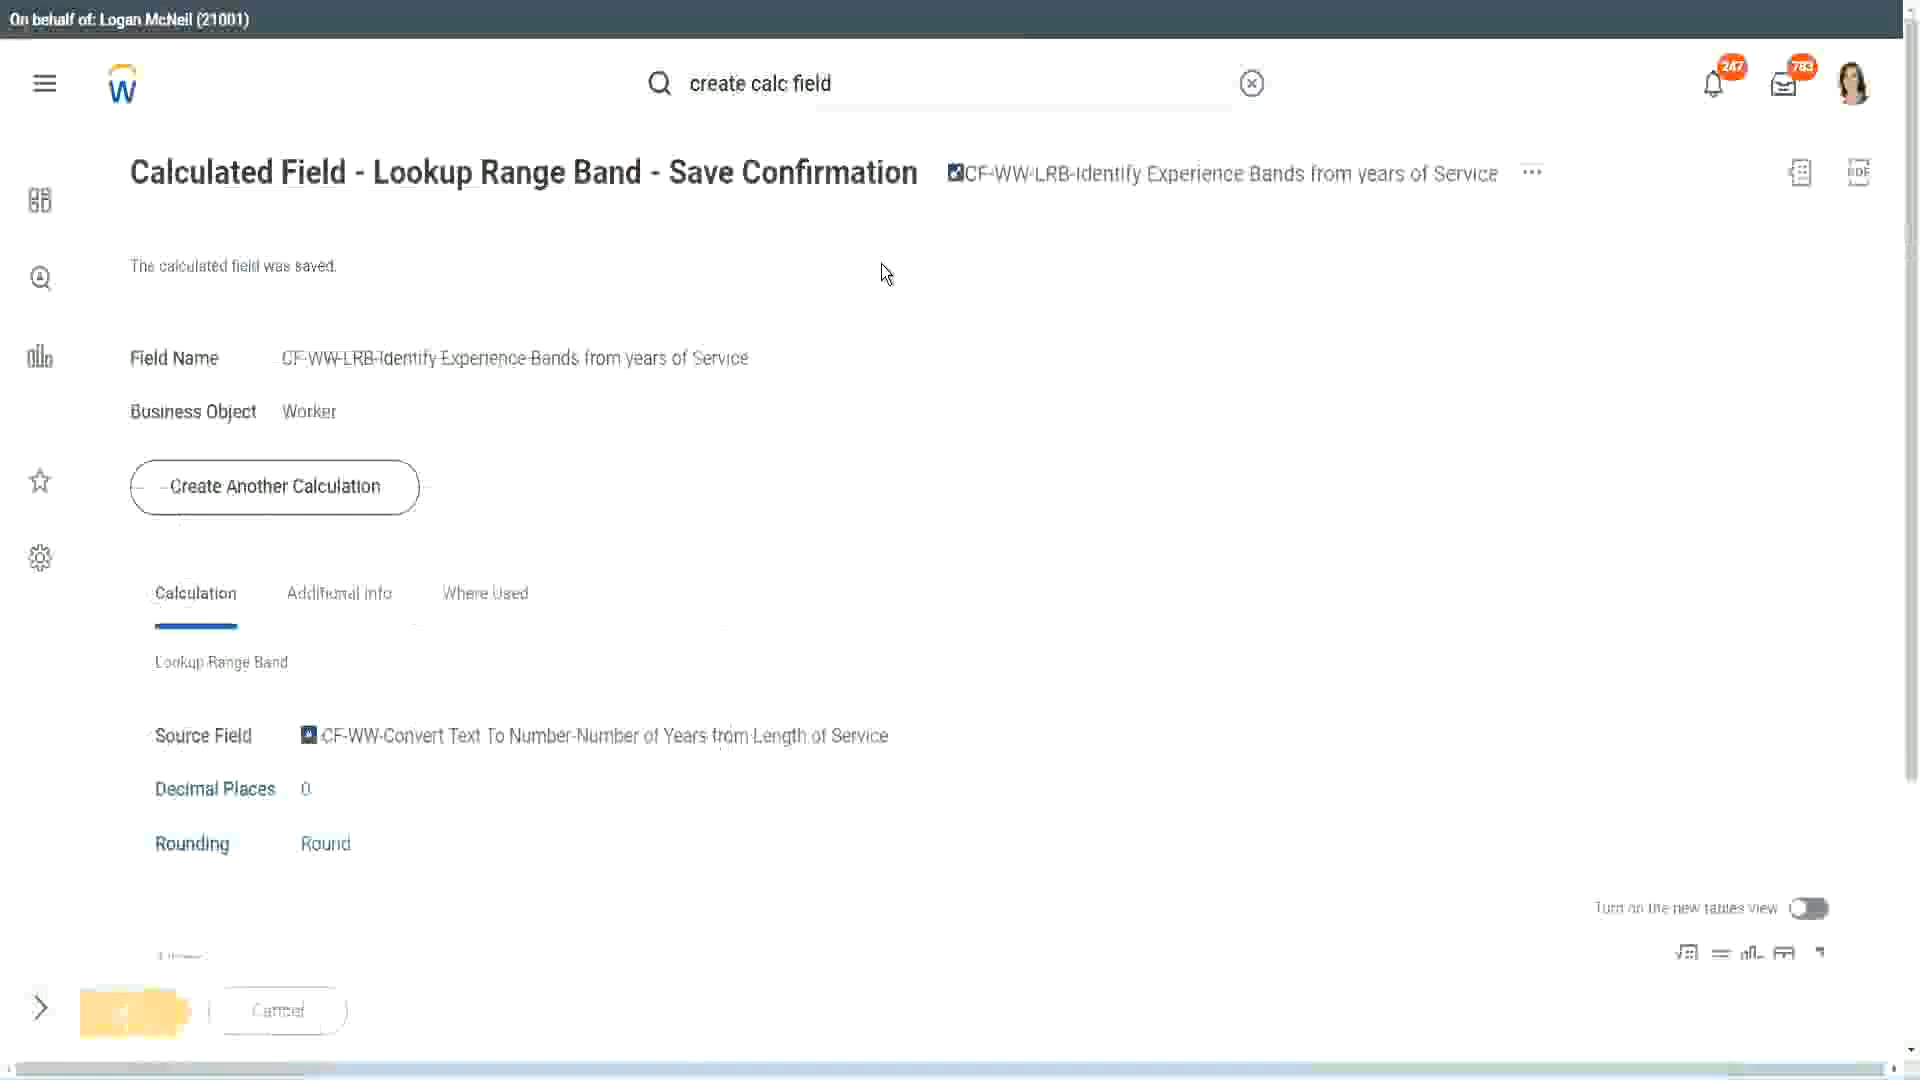 On behalf of: Logan McNeil (21001)
create calc field
247
783
Calculated Field - Lookup Range Band - Save Confirmation
CF-WW-LRB-Identify Experience Bands from years of Service
PDF
The calculated field was saved.
Field Name CF-WW-LRB-Identify Experience Bands from years of Service
Business Object Worker
Create Another Calculation
Calculation Additional Info Where Used
Lookup Range Band
Source Field CF-WW-Convert Text To Number-Number of Years from Length of Service
Decimal Places 0
Rounding Round
Turn on the new tables view
Cancel